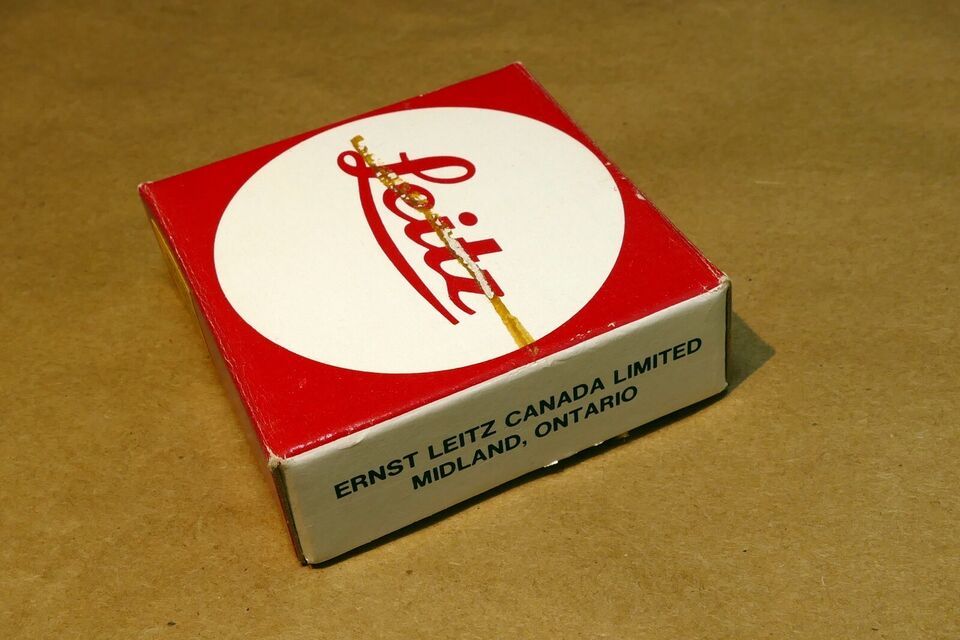 Leitz
ERNST LEITZ CANADA LIMITED
MIDLAND, ONTARIO